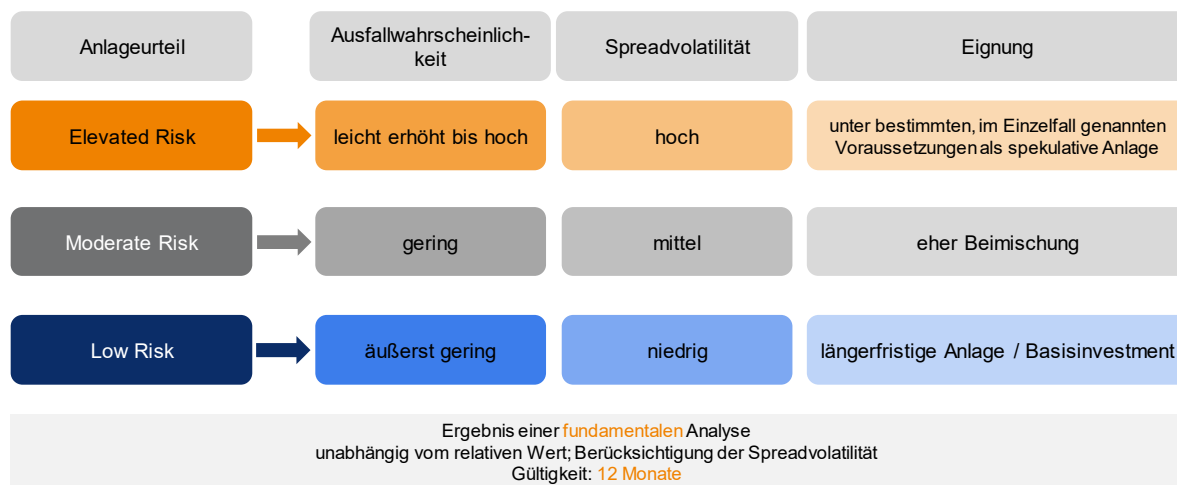 Anlageurteil
Ausfallwahrscheinlich-
keit
Spreadvolatilität
Eignung
Elevated Risk
leicht erhöht bis hoch
hoch
unter bestimmten, im Einzelfall genannten
Voraussetzungen als spekulative Anlage
Moderate Risk
gering
mittel
eher Beimischung
Low Risk
äußerst gering
niedrig
längerfristige Anlage / Basisinvestment
Ergebnis einer fundamentalen Analyse
unabhängig vom relativen Wert; Berücksichtigung der Spreadvolatilität
Gültigkeit: 12 Monate